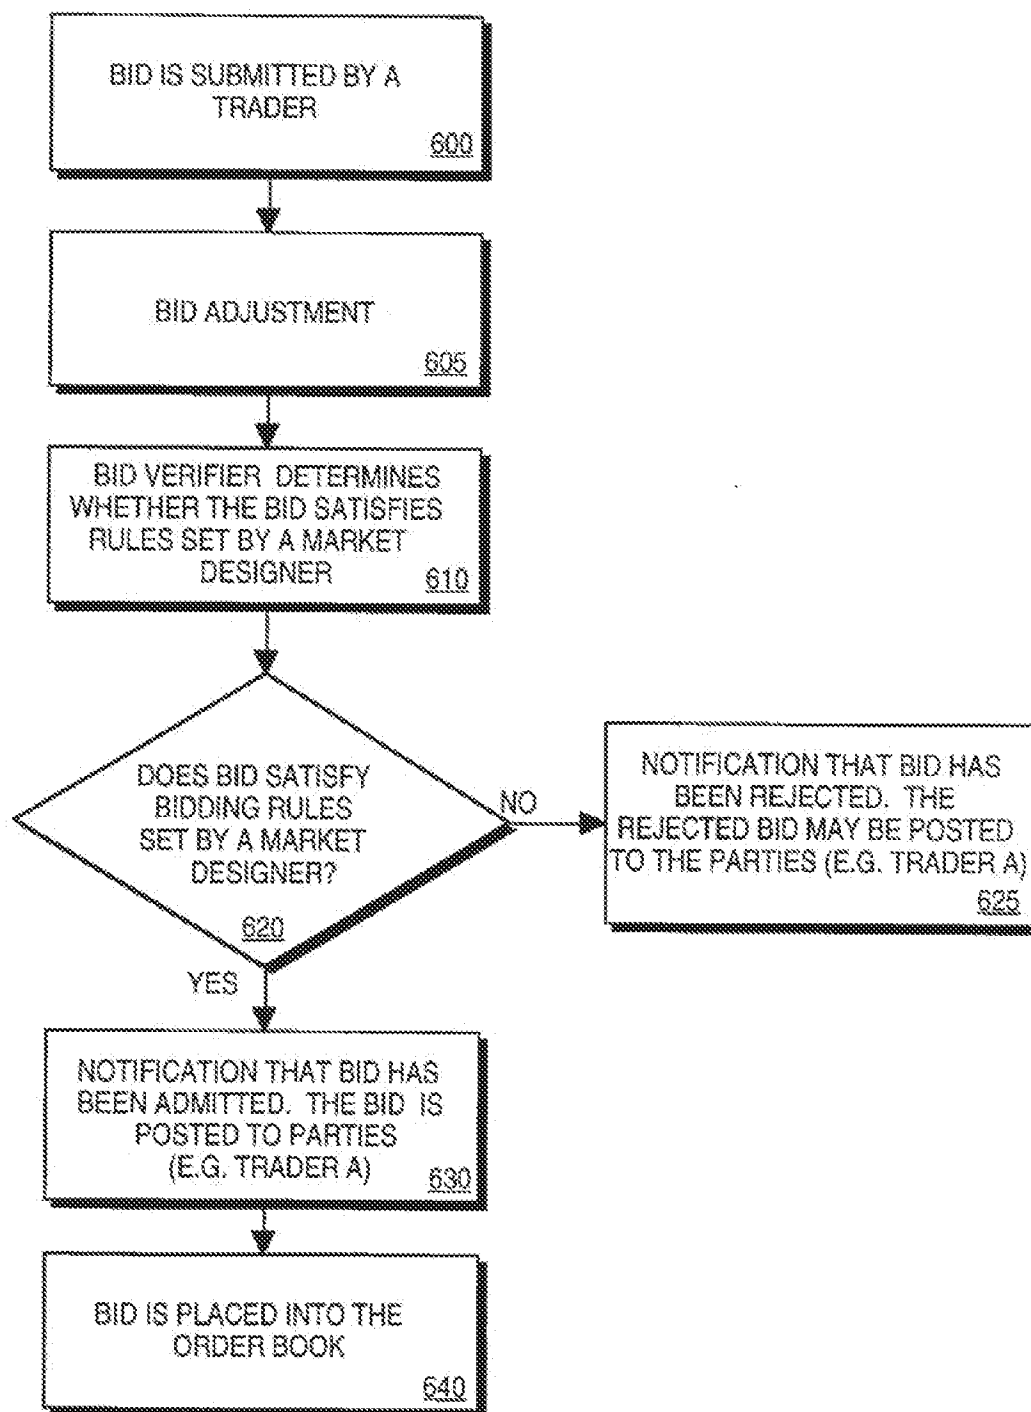 BID IS SUBMITTED BY A
TRADER
600
BID ADJUSTMENT
605
BID VERIFIER DETERMINES
WHETHER THE BID SATISFIES
RULES SET BY A MARKET
DESIGNER
610
DOES BID SATISFY
BIDDING RULES
SET BY A MARKET
DESIGNER?
620
NO
NOTIFICATION THAT BID HAS
BEEN REJECTED. THE
REJECTED BID MAY BE POSTED
TO THE PARTIES (E.G. TRADER A)
625
YES
NOTIFICATION THAT BID HAS
BEEN ADMITTED. THE BID IS
POSTED TO PARTIES
(E.G. TRADER A)
630
BID IS PLACED INTO THE
ORDER BOOK
640